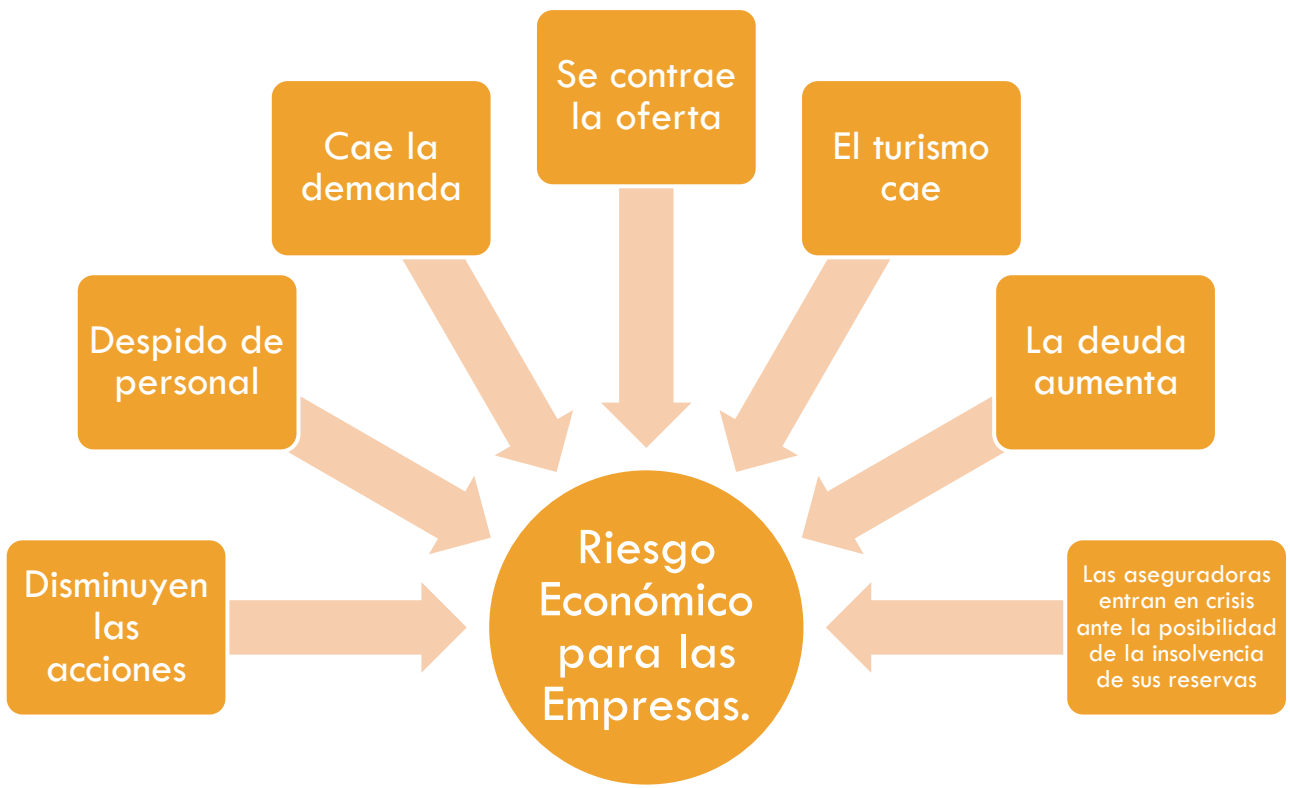 Se contrae
la oferta
Cae la
demanda
El turismo
cae
Despido de
personal
La deuda
aumenta
Disminuyen
las
acciones
Riesgo
Económico
para las
Empresas.
Las aseguradoras
entran en crisis
ante la posibilidad
de la insolvencia
de sus reservas